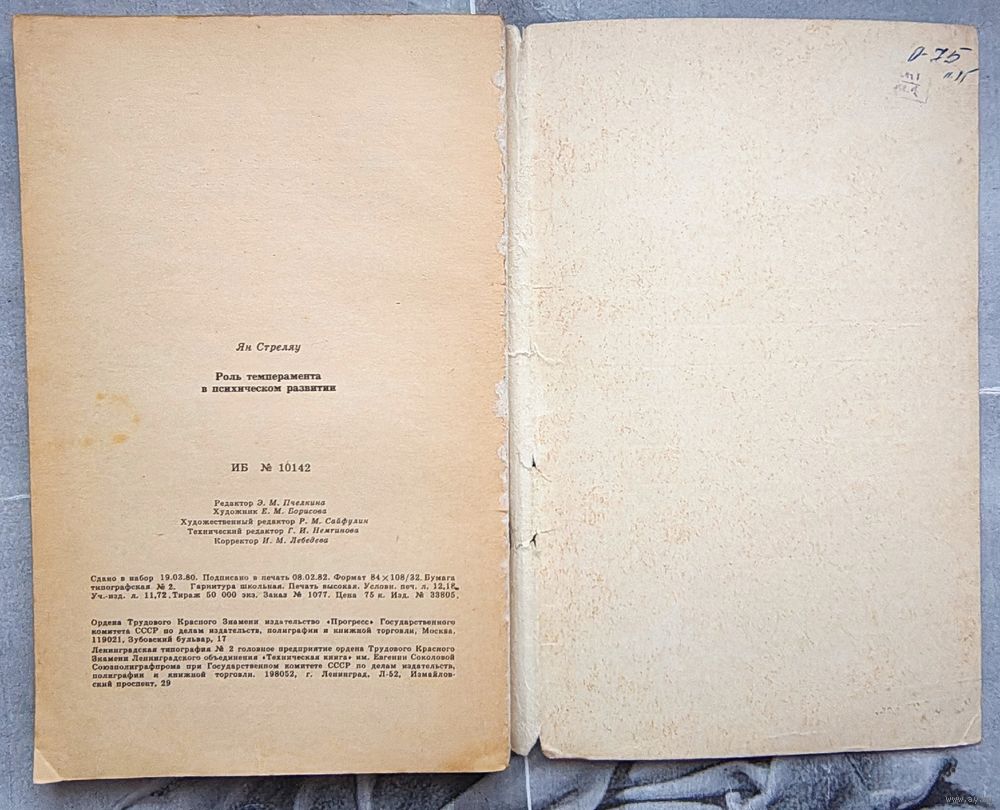 Ян Стреляу
Роль темперамента
в психическом развитии
ИБ № 10142
Редактор Э. М. Пчелкина
Художник Е. М. Борисова
Художественный редактор Р. М. Сайфулин
Технический редактор Г. И. Немтинова
Корректор И. М. Лебедева
Сдано в набор 19.03.80. Подписано в печать 08.02.82. Формат 84×108/32. Бумага
типографская № 2. Гарнитура школьная. Печать высокая. Условн. печ. л. 12,18.
Уч.-изд. л. 11,72. Тираж 50 000 экз. Заказ № 1077. Цена 75 к. Изд. № 33805.
Ордена Трудового Красного Знамени издательство «Прогресс» Государственного
комитета СССР по делам издательств, полиграфии и книжной торговли, Москва,
119021, Зубовский бульвар, 17
Ленинградская типография № 2 головное предприятие ордена Трудового Красного
Знамени Ленинградского объединения «Техническая книга» им. Евгении Соколовой
Союзполиграфпрома при Государственном комитете СССР по делам издательств,
полиграфии и книжной торговли. 198052, г. Ленинград, Л-52, Измайлов-
ский проспект, 29
0-75